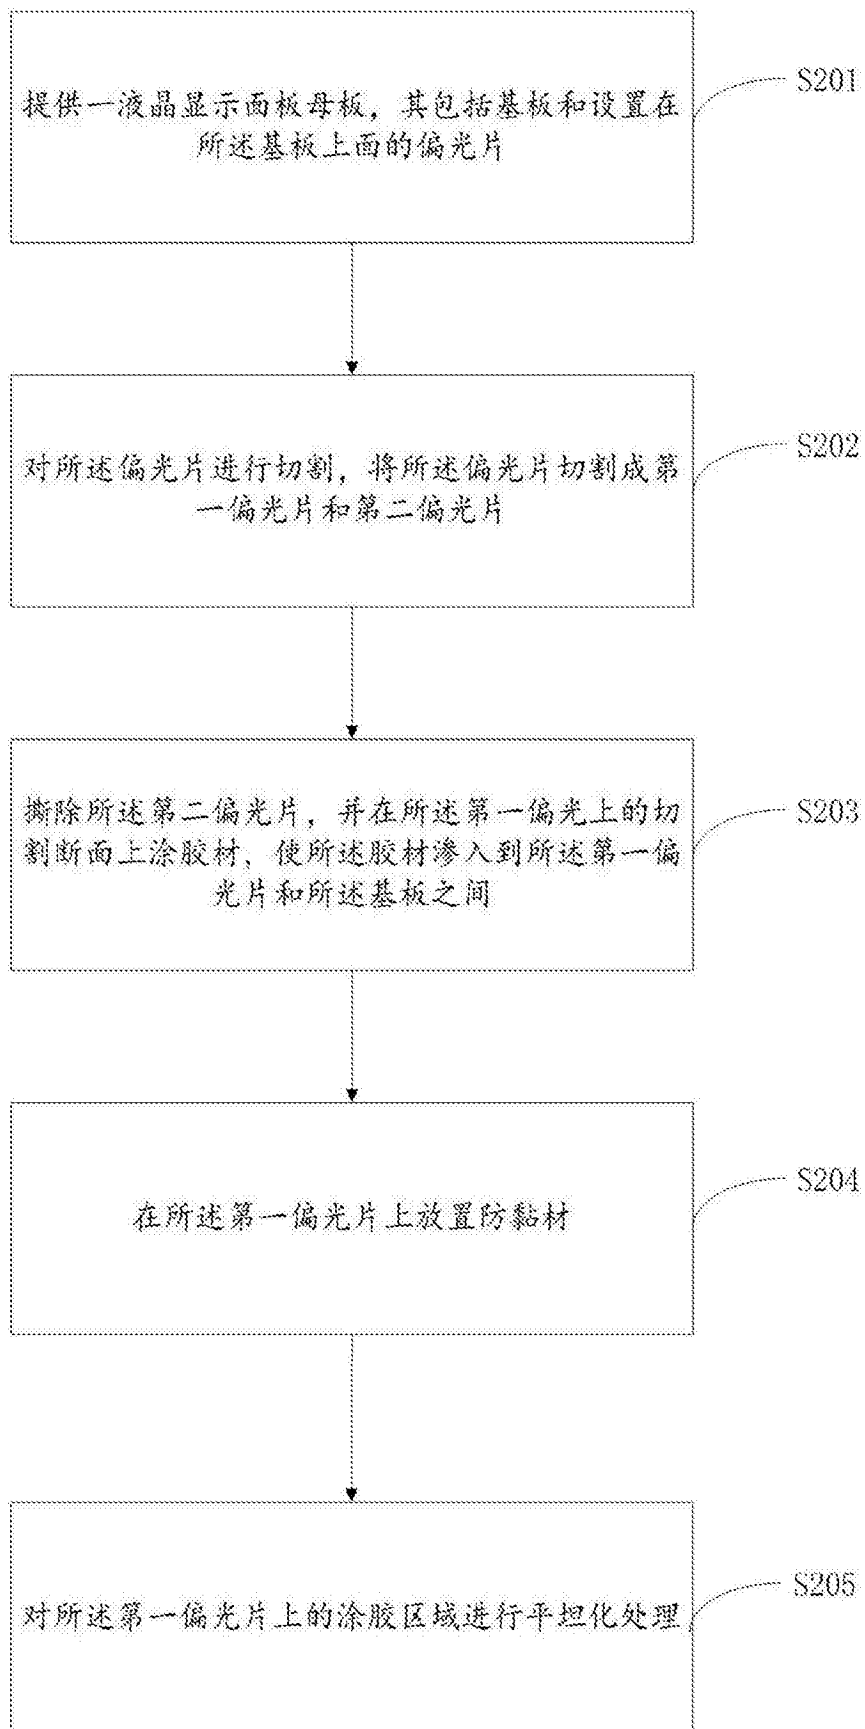 提供一液晶显示面板母板，其包括基板和设置在
所述基板上面的偏光片
S201
对所述偏光片进行切割，将所述偏光片切割成第
一偏光片和第二偏光片
S202
撕除所述第二偏光片，并在所述第一偏光上的切
割断面上涂胶材、使所述胶材渗入到所述第一偏
光片和所述基板之间
S203
在所述第一偏光片上放置防黏材
S204
对所述第一偏光片上的涂胶区域进行平坦化处理
S205